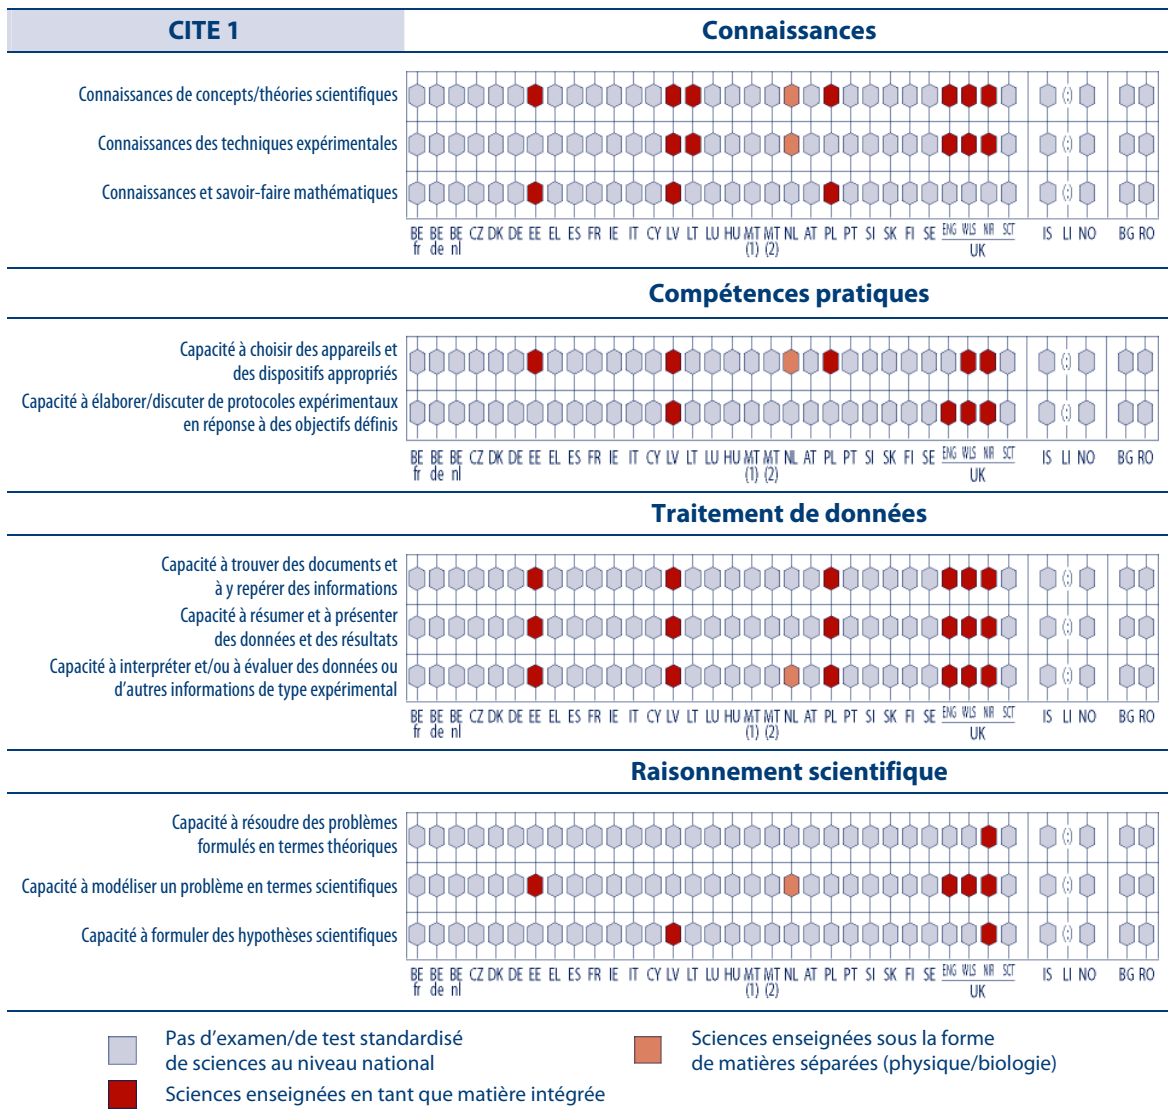 CITE 1
Connaissances
Connaissances de concepts/théories scientifiques
(:)
Connaissances des techniques expérimentales
(:)
Connaissances et savoir-faire mathématiques
(:)
BE BE BE CZ DK DE EE EL ES FR IE IT CY LV LT LU HU MT MT NL AT PL PT SI SK FI SE ENG WLS NIR SCT IS LI NO BG RO
fr de nl (1) (2) UK
Compétences pratiques
Capacité à choisir des appareils et
des dispositifs appropriés
(:)
Capacité à élaborer/discuter de protocoles expérimentaux
en réponse à des objectifs définis
(:)
BE BE BE CZ DK DE EE EL ES FR IE IT CY LV LT LU HU MT MT NL AT PL PT SI SK FI SE ENG WLS NIR SCT IS LI NO BG RO
fr de nl (1) (2) UK
Traitement de données
Capacité à trouver des documents et
à y repérer des informations
(:)
Capacité à résumer et à présenter
des données et des résultats
(:)
Capacité à interpréter et/ou à évaluer des données ou
d'autres informations de type expérimental
(:)
BE BE BE CZ DK DE EE EL ES FR IE IT CY LV LT LU HU MT MT NL AT PL PT SI SK FI SE ENG WLS NIR SCT IS LI NO BG RO
fr de nl (1) (2) UK
Raisonnement scientifique
Capacité à résoudre des problèmes
formulés en termes théoriques
(:)
Capacité à modéliser un problème en termes scientifiques
(:)
Capacité à formuler des hypothèses scientifiques
(:)
BE BE BE CZ DK DE EE EL ES FR IE IT CY LV LT LU HU MT MT NL AT PL PT SI SK FI SE ENG WLS NIR SCT IS LI NO BG RO
fr de nl (1) (2) UK
Pas d'examen/de test standardisé
de sciences au niveau national
Sciences enseignées sous la forme
de matières séparées (physique/biologie)
Sciences enseignées en tant que matière intégrée